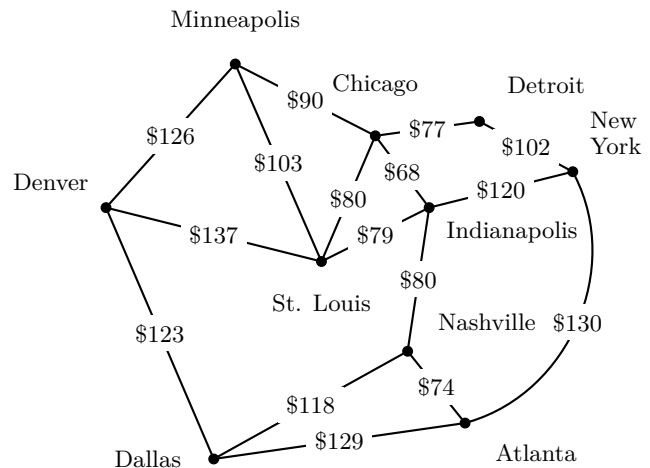 Minneapolis
Chicago
Detroit
$90
New
York
$77
$126
$102
$103
$68
Denver
$120
$80
$137
$79
Indianapolis
$80
St. Louis
$123
Nashville
$130
$74
$118
$129
Dallas
Atlanta